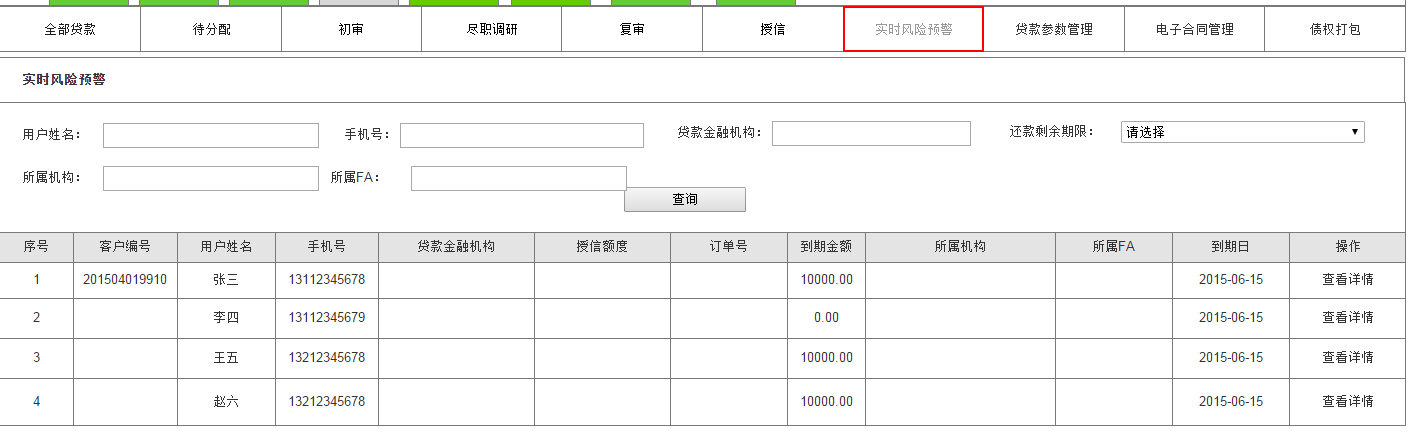 全部贷款 待分配 初审 尽职调研 复审 授信 实时风险预警 贷款参数管理 电子合同管理 债权打包
实时风险预警
用户姓名: 手机号: 贷款金融机构: 还款剩余期限: 请选择
所属机构: 所属FA:
查询
序号 客户编号 用户姓名 手机号 贷款金融机构 授信额度 订单号 到期金额 所属机构 所属FA 到期日 操作
1 201504019910 张三 13112345678 10000.00 2015-06-15 查看详情
2 李四 13112345679 0.00 2015-06-15 查看详情
3 王五 13212345678 10000.00 2015-06-15 查看详情
4 赵六 13212345678 10000.00 2015-06-15 查看详情